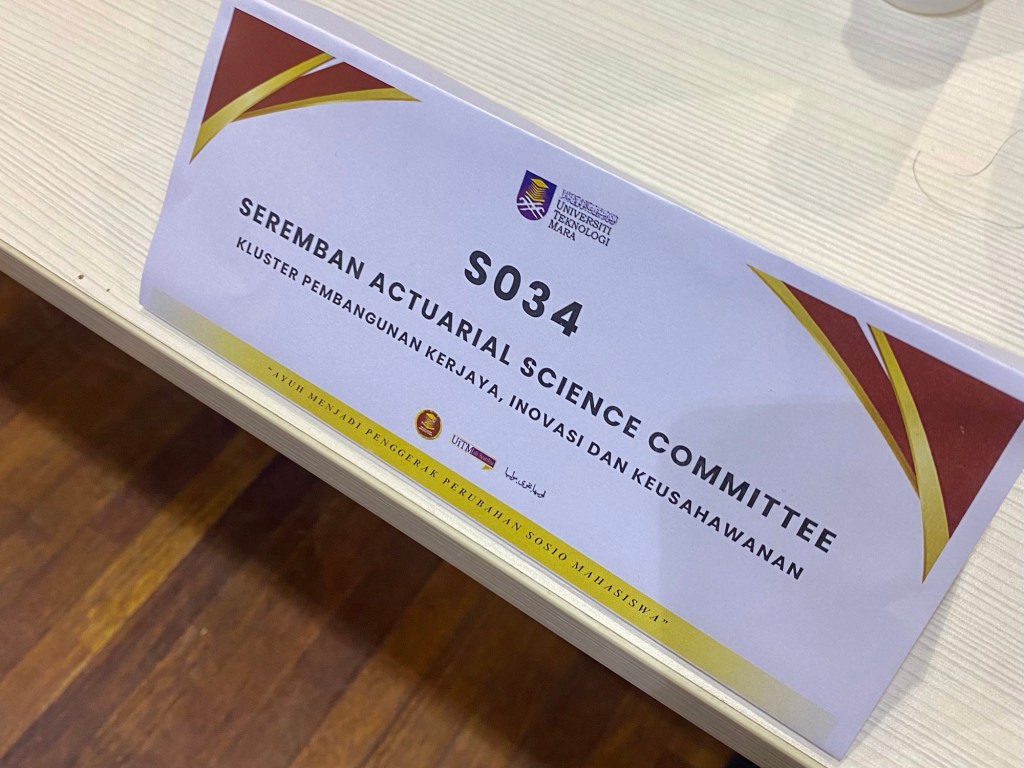 UNIVERSITI
TEKNOLOGI
MARA
S034
SEREMBAN ACTUARIAL SCIENCE COMMITTEE
KLUSTER PEMBANGUNAN KERJAYA, INOVASI DAN KEUSAHAWANAN
UiTM
"AYUH MENJADI PENGGERAK PERUBAHAN SOSIO MAHASISWA"